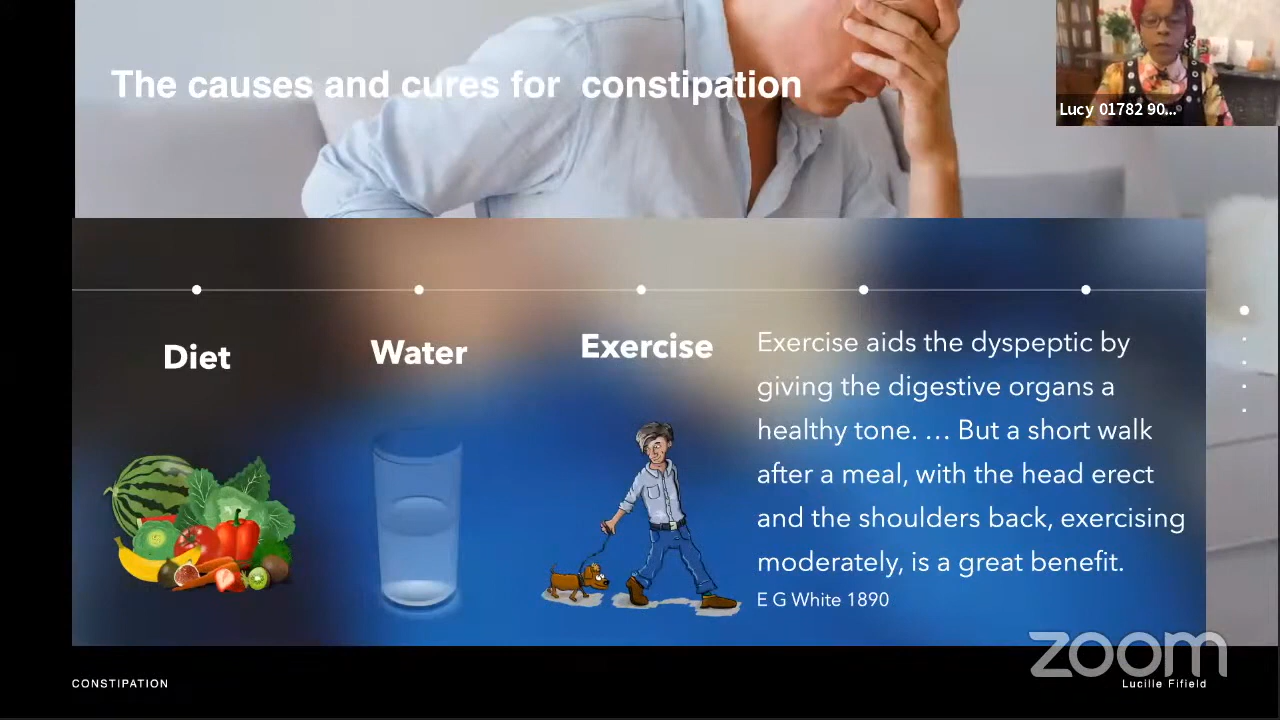 The causes and cures for  constipation
Lucy 01782 90...
Diet
Water
Exercise
Exercise aids the dyspeptic by
giving the digestive organs a
healthy tone. … But a short walk
after a meal, with the head erect
and the shoulders back, exercising
moderately, is a great benefit.
E G White 1890
zoom
CONSTIPATION
Lucille Fifield